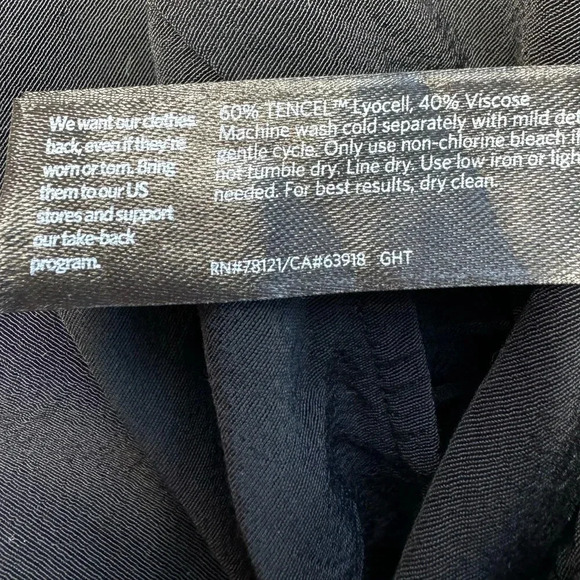 We want our clothes
back, even if they're
worn or torn. Bring
them to our US
stores and support
our take-back
program.
60% TENCEL™ Lyocell, 40% Viscose
Machine wash cold separately with mild det
gentle cycle. Only use non-chlorine bleach i
not tumble dry. Line dry. Use low iron or lig
needed. For best results, dry clean.
RN#78121/CA#63918 GHT